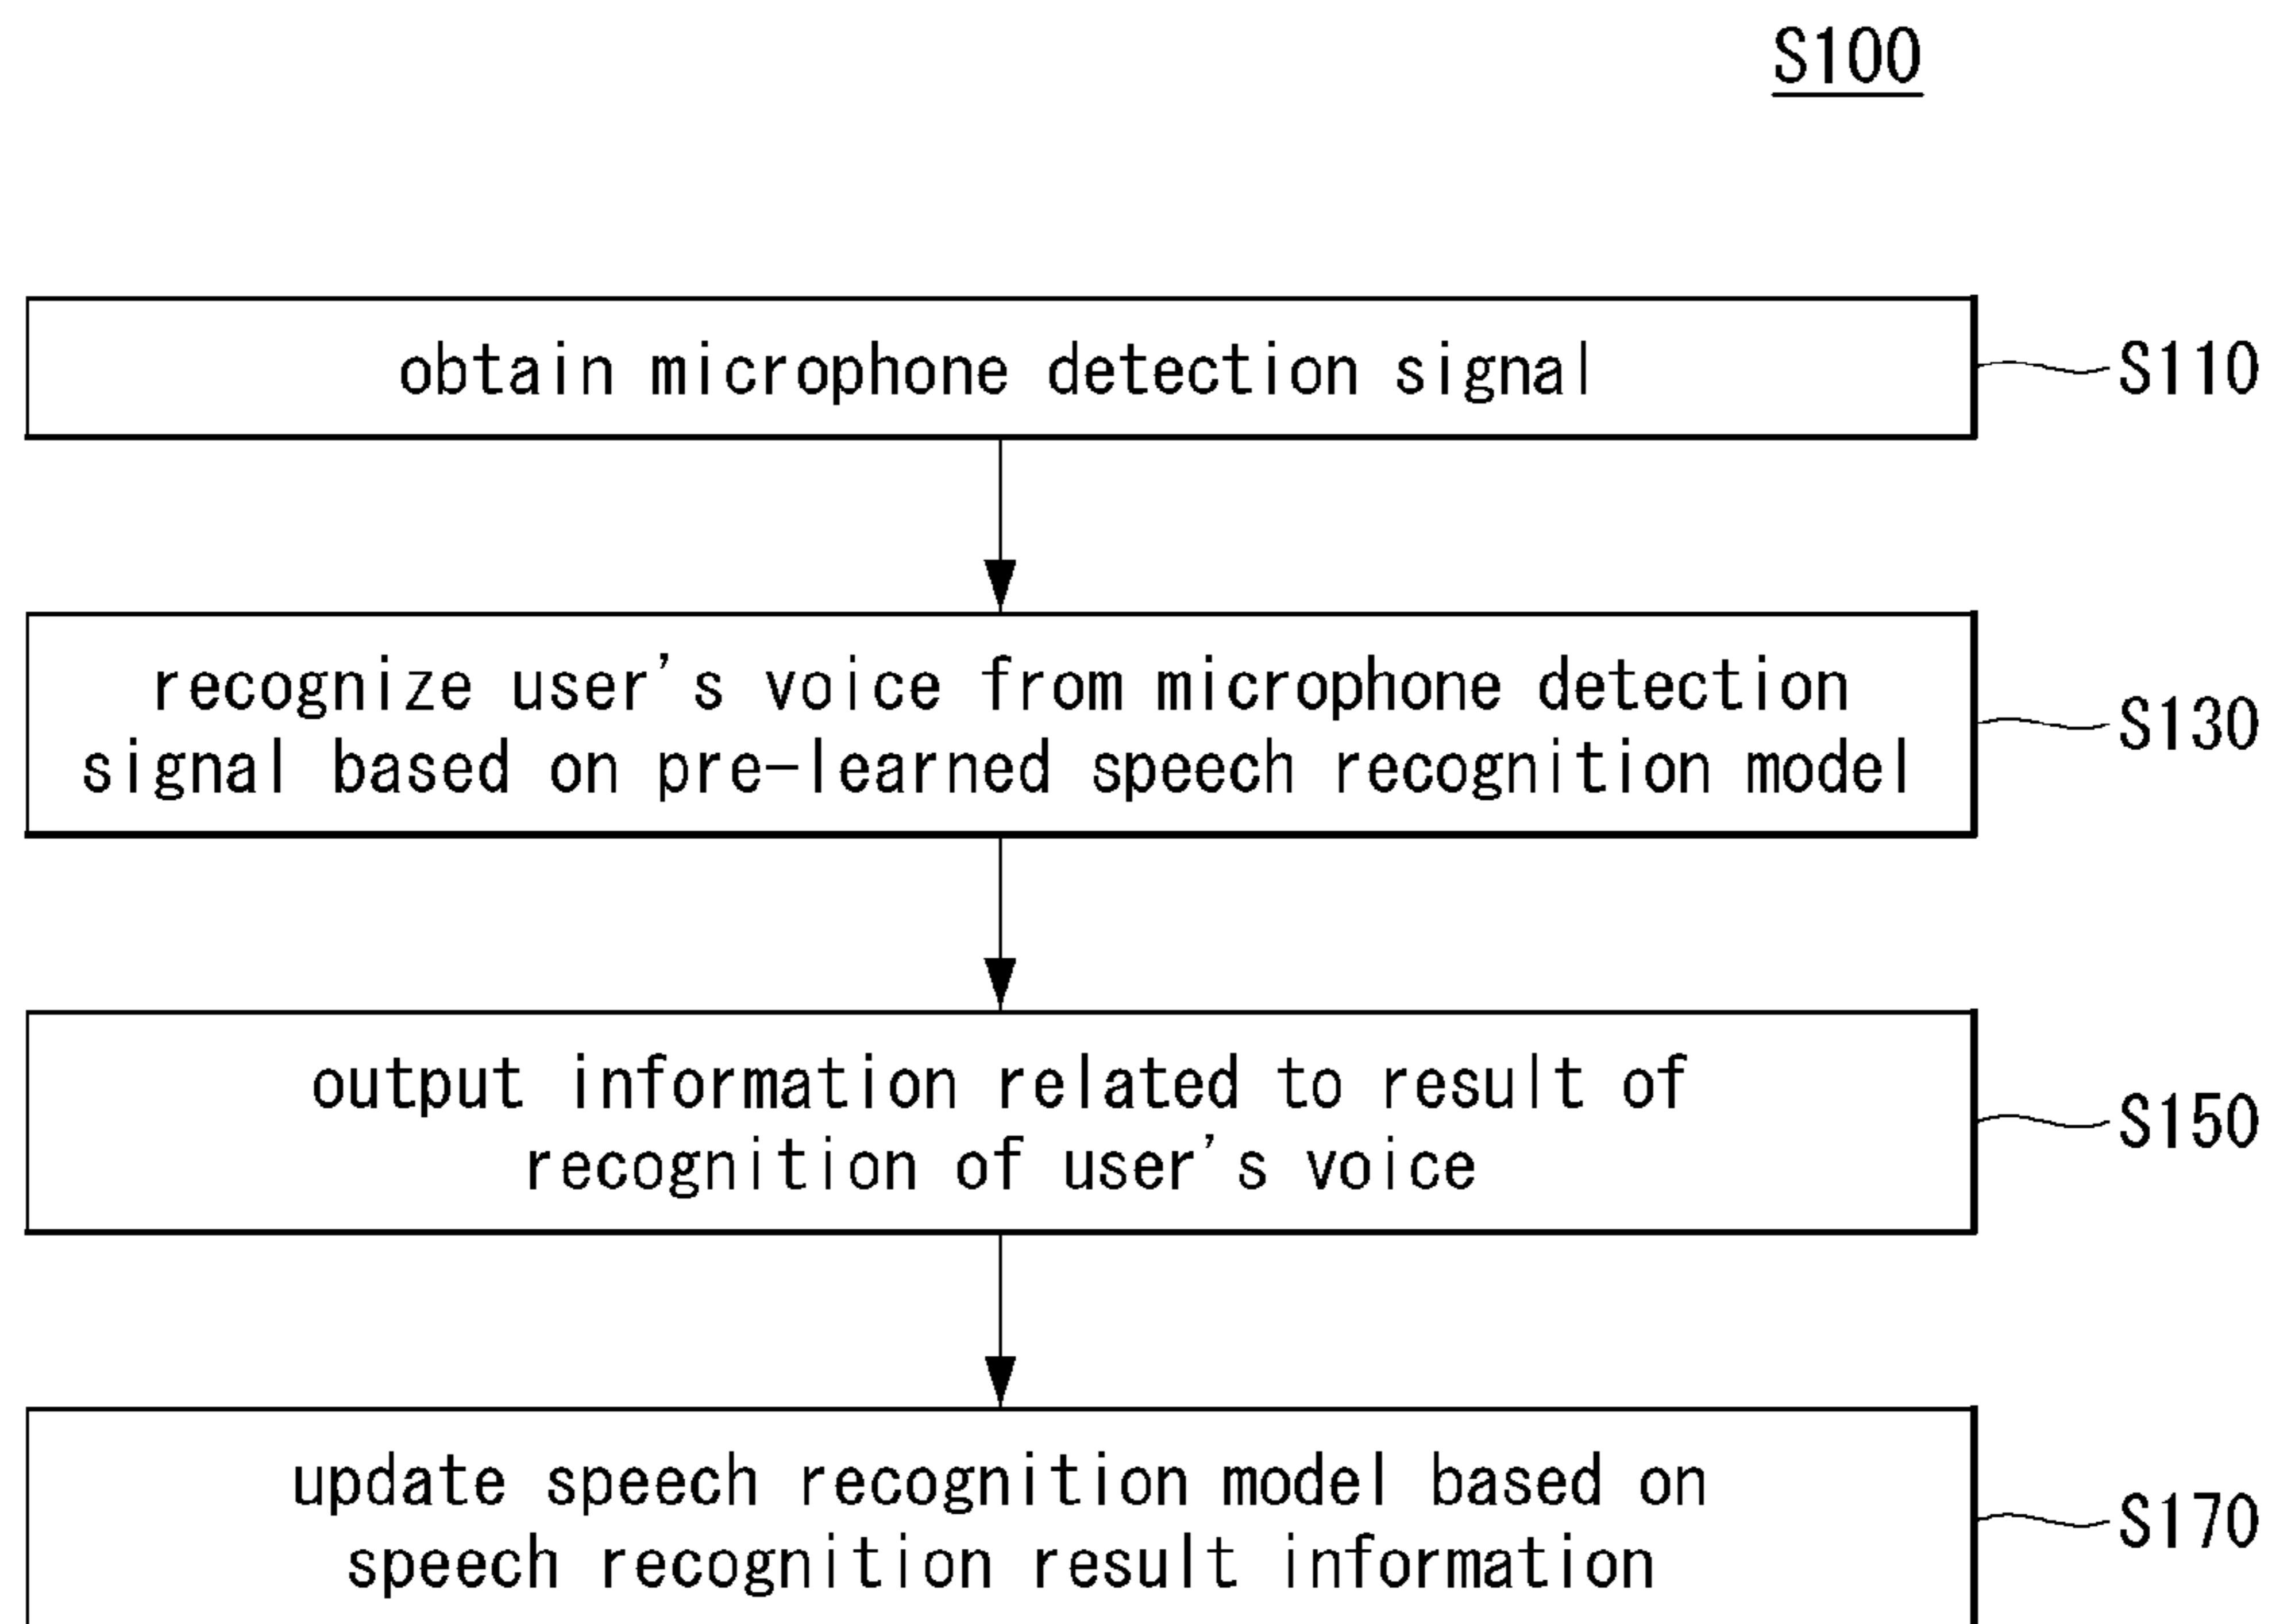 S100
obtain microphone detection signal
S110
recognize user's voice from microphone detection
signal based on pre-learned speech recognition model
S130
output information related to result of
recognition of user's voice
S150
update speech recognition model based on
speech recognition result information
S170